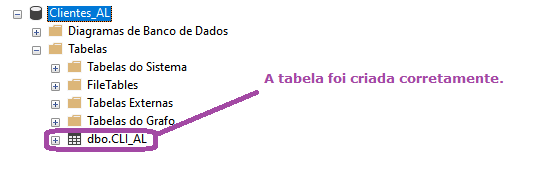 Clientes_AL
Diagramas de Banco de Dados
Tabelas
Tabelas do Sistema
FileTables
A tabela foi criada corretamente.
Tabelas Externas
Tabelas do Grafo
dbo.CLI_AL